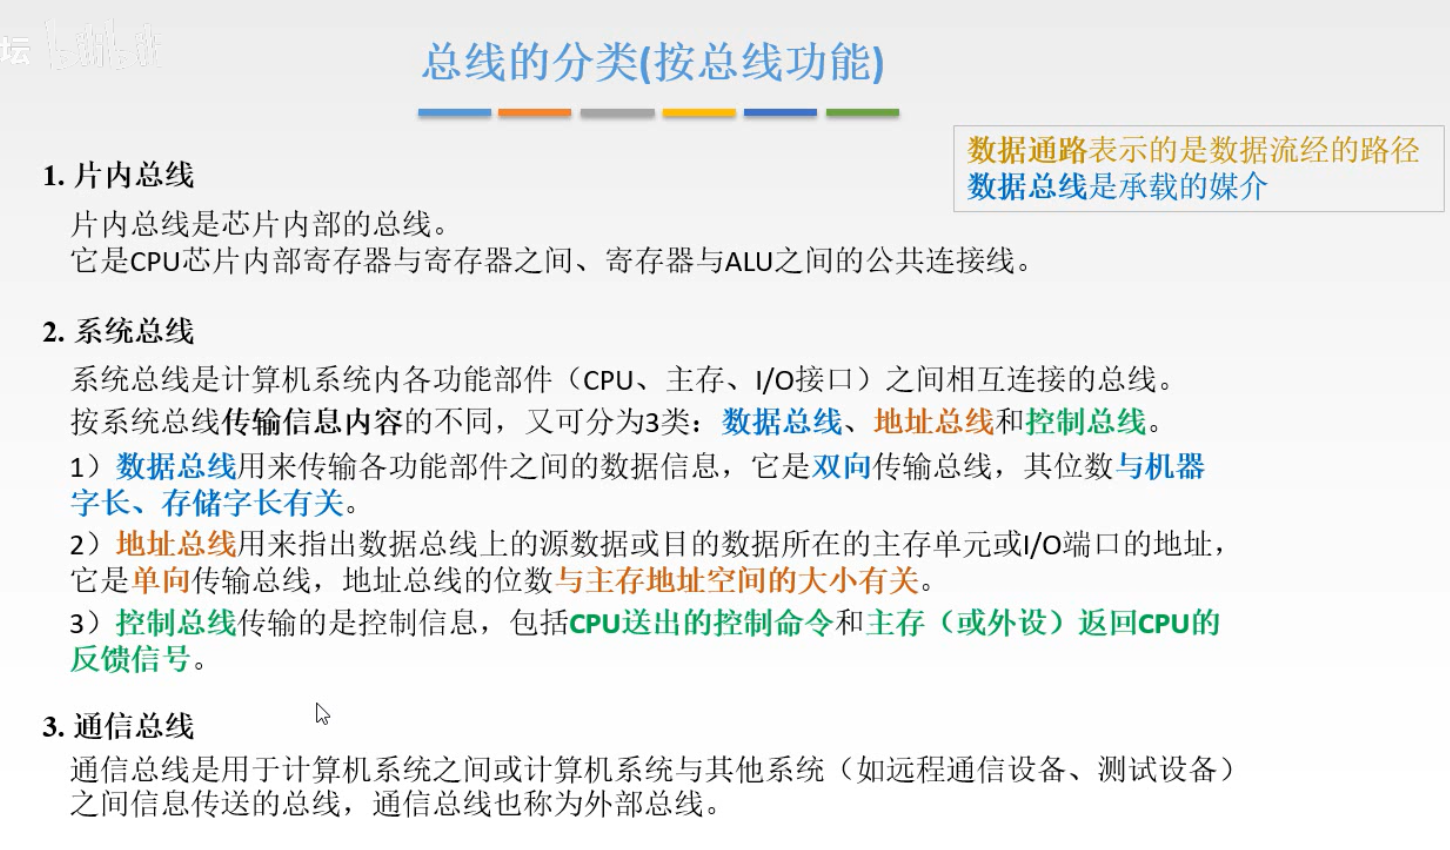 坛 bilibili
总线的分类(按总线功能)
数据通路表示的是数据流经的路径
数据总线是承载的媒介
1. 片内总线
片内总线是芯片内部的总线。
它是CPU芯片内部寄存器与寄存器之间、寄存器与ALU之间的公共连接线。
2. 系统总线
系统总线是计算机系统内各功能部件（CPU、主存、I/O接口）之间相互连接的总线。
按系统总线传输信息内容的不同，又可分为3类：数据总线、地址总线和控制总线。
1）数据总线用来传输各功能部件之间的数据信息，它是双向传输总线，其位数与机器
字长、存储字长有关。
2）地址总线用来指出数据总线上的源数据或目的数据所在的主存单元或I/O端口的地址，
它是单向传输总线，地址总线的位数与主存地址空间的大小有关。
3）控制总线传输的是控制信息，包括CPU送出的控制命令和主存（或外设）返回CPU的
反馈信号。
3. 通信总线
通信总线是用于计算机系统之间或计算机系统与其他系统（如远程通信设备、测试设备）
之间信息传送的总线，通信总线也称为外部总线。